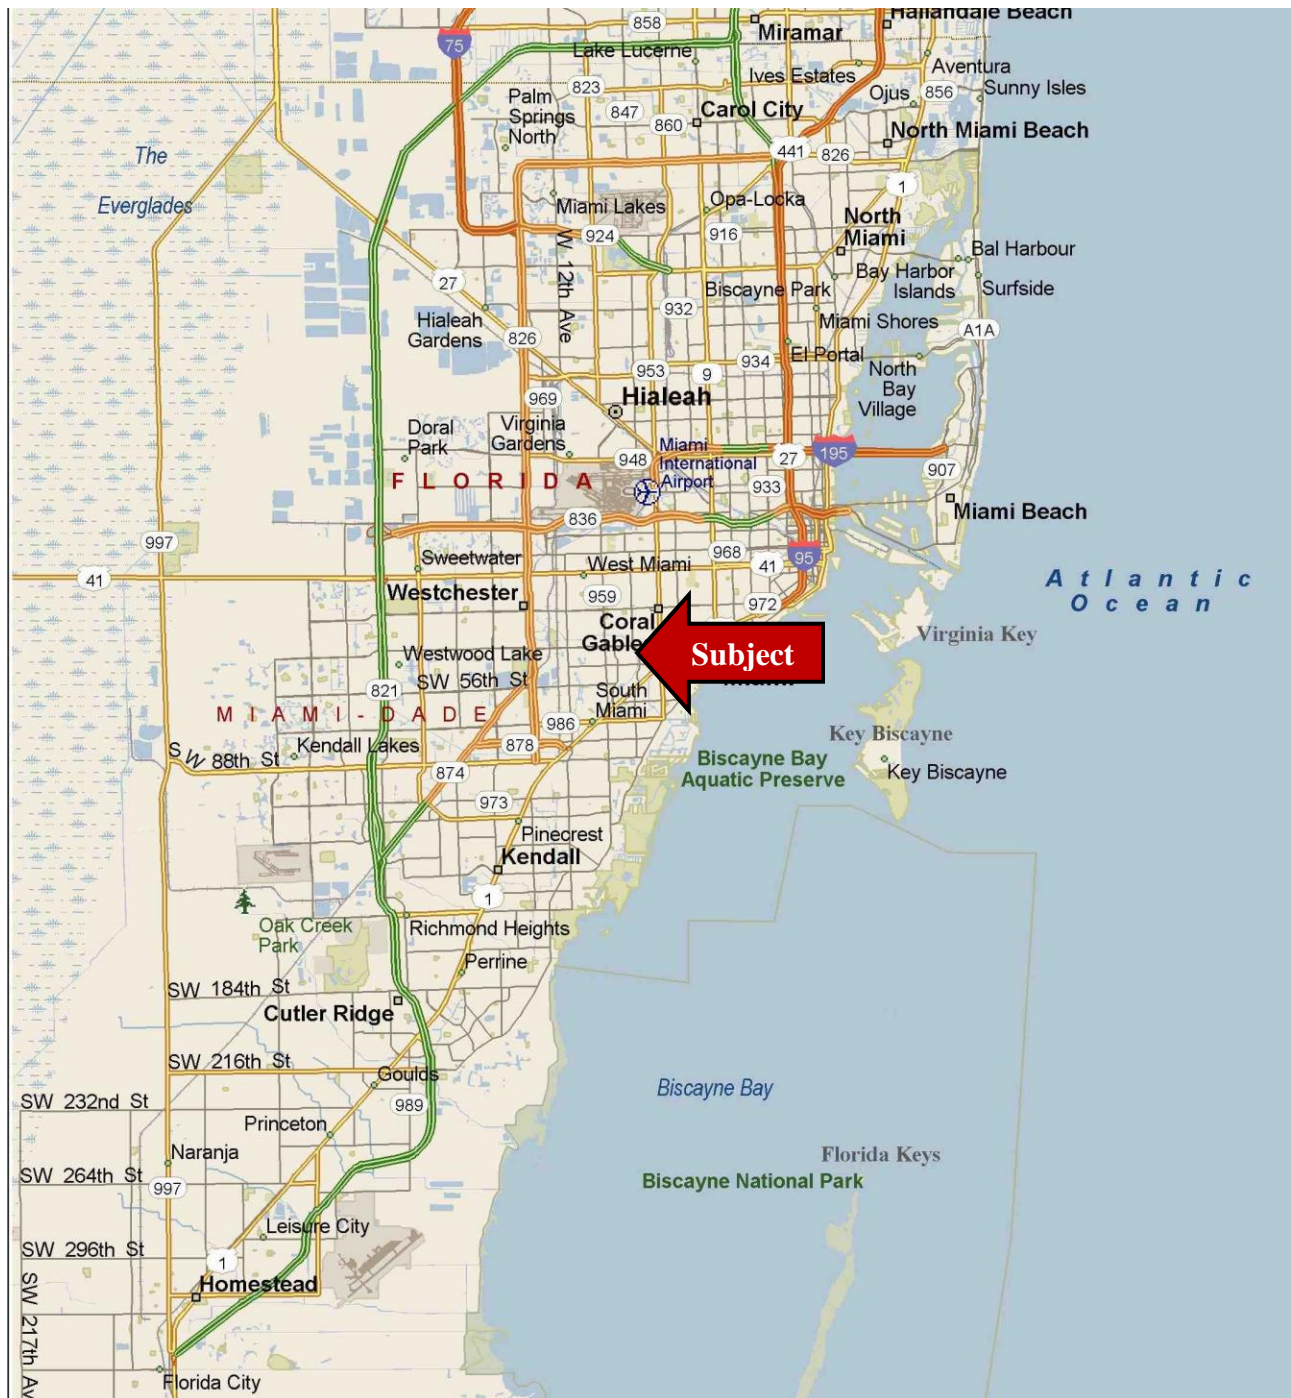 Hallandale Beach
858
Miramar
75
Lake Lucerne
Ives Estates
Aventura
Sunny Isles
823
856
Palm
Springs
North
847
Ojus
Carol City
860
North Miami Beach
The
Everglades
441
826
1
Miami Lakes
Opa-Locka
North
Miami
924
916
W 12th Ave
Bal Harbour
27
Biscayne Park
Bay Harbor
Islands
Surfside
932
Hialeah
Gardens
Miami Shores
A1A
826
934
El Portal
953
9
North
Bay
Village
969
Hialeah
Doral
Park
Virginia
Gardens
Miami
International
Airport
948
27
195
907
FLORIDA
933
Miami Beach
836
997
Sweetwater
968
95
41
West Miami
41
Atlantic
Ocean
Westchester
959
972
Coral
Gable
Virginia Key
Subject
Westwood Lake
SW 56th St
821
South
Miami
MIAMI-DADE
986
Key Biscayne
SW 88th St
Kendall Lakes
878
874
Biscayne Bay
Aquatic Preserve
Key Biscayne
973
Pinecrest
Kendall
1
Oak Creek
Park
Richmond Heights
Perrine
SW 184th St
Cutler Ridge
SW 216th St
Goulds
Biscayne Bay
SW 232nd St
989
Princeton
Naranja
Florida Keys
SW 264th St
997
Biscayne National Park
Leisure City
SW 296th St
1
Homestead
SW 217th Av
Florida City